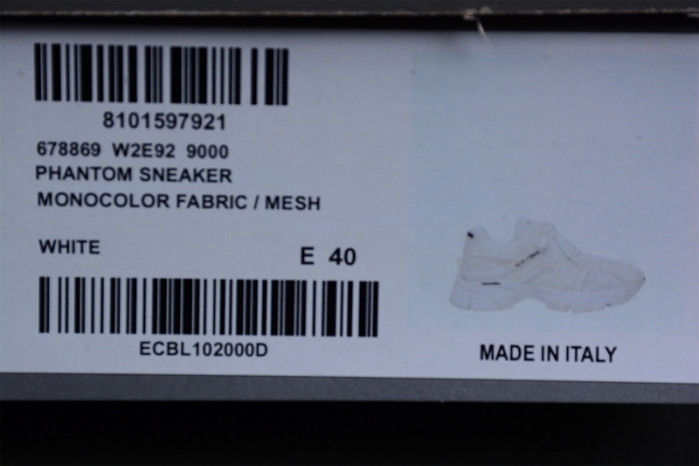 8101597921
678869 W2E92 9000
PHANTOM SNEAKER
MONOCOLOR FABRIC / MESH
WHITE E 40
ECBL102000D
MADE IN ITALY